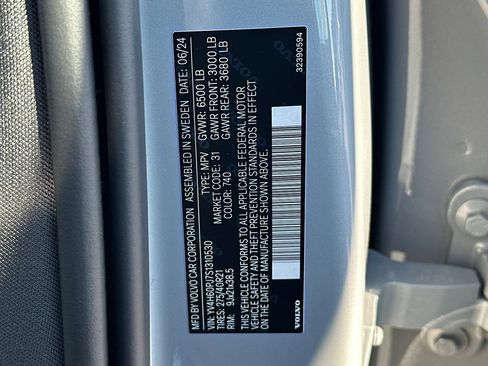 MFD. BY VOLVO CAR CORPORATION ASSEMBLED IN SWEDEN DATE: 06/24
GVWR: 6500 LB
GAWR FRONT: 3000 LB
GAWR REAR: 3680 LB
VIN: YV4H60PU7S1310530 TYPE: MPV
TIRES: 275/40R21 MARKET CODE: 31
RIM: 9Jx21x38.5 COLOR: 740
THIS VEHICLE CONFORMS TO ALL APPLICABLE FEDERAL MOTOR
VEHICLE SAFETY AND THEFT PREVENTION STANDARDS IN EFFECT
ON THE DATE OF MANUFACTURE SHOWN ABOVE.
32390594
VOLVO